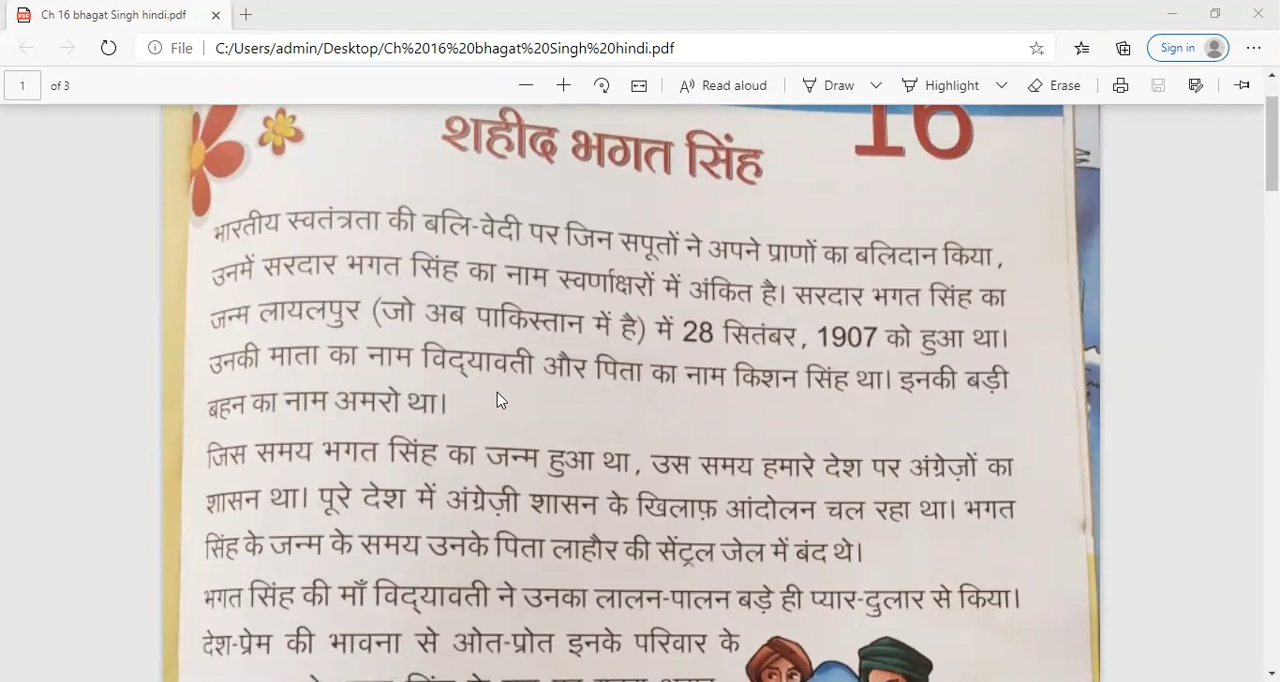 Ch 16 bhagat Singh hindi.pdf
File C:/Users/admin/Desktop/Ch%2016%20bhagat%20Singh%20hindi.pdf Sign in
1 of 3 Read aloud Draw Highlight Erase
16
शहीद भगत सिंह
भारतीय स्वतंत्रता की बलि-वेदी पर जिन सपूतों ने अपने प्राणों का बलिदान किया,
उनमें सरदार भगत सिंह का नाम स्वर्णाक्षरों में अंकित है। सरदार भगत सिंह का
जन्म लायलपुर (जो अब पाकिस्तान में है) में 28 सितंबर, 1907 को हुआ था।
उनकी माता का नाम विद्‌यावती और पिता का नाम किशन सिंह था। इनकी बड़ी
बहन का नाम अमरो था।
जिस समय भगत सिंह का जन्म हुआ था, उस समय हमारे देश पर अंग्रेज़ों का
शासन था। पूरे देश में अंग्रेज़ी शासन के खिलाफ़ आंदोलन चल रहा था। भगत
सिंह के जन्म के समय उनके पिता लाहौर की सेंट्रल जेल में बंद थे।
भगत सिंह की माँ विद्‌यावती ने उनका लालन-पालन बड़े ही प्यार-दुलार से किया।
देश-प्रेम की भावना से ओत-प्रोत इनके परिवार के